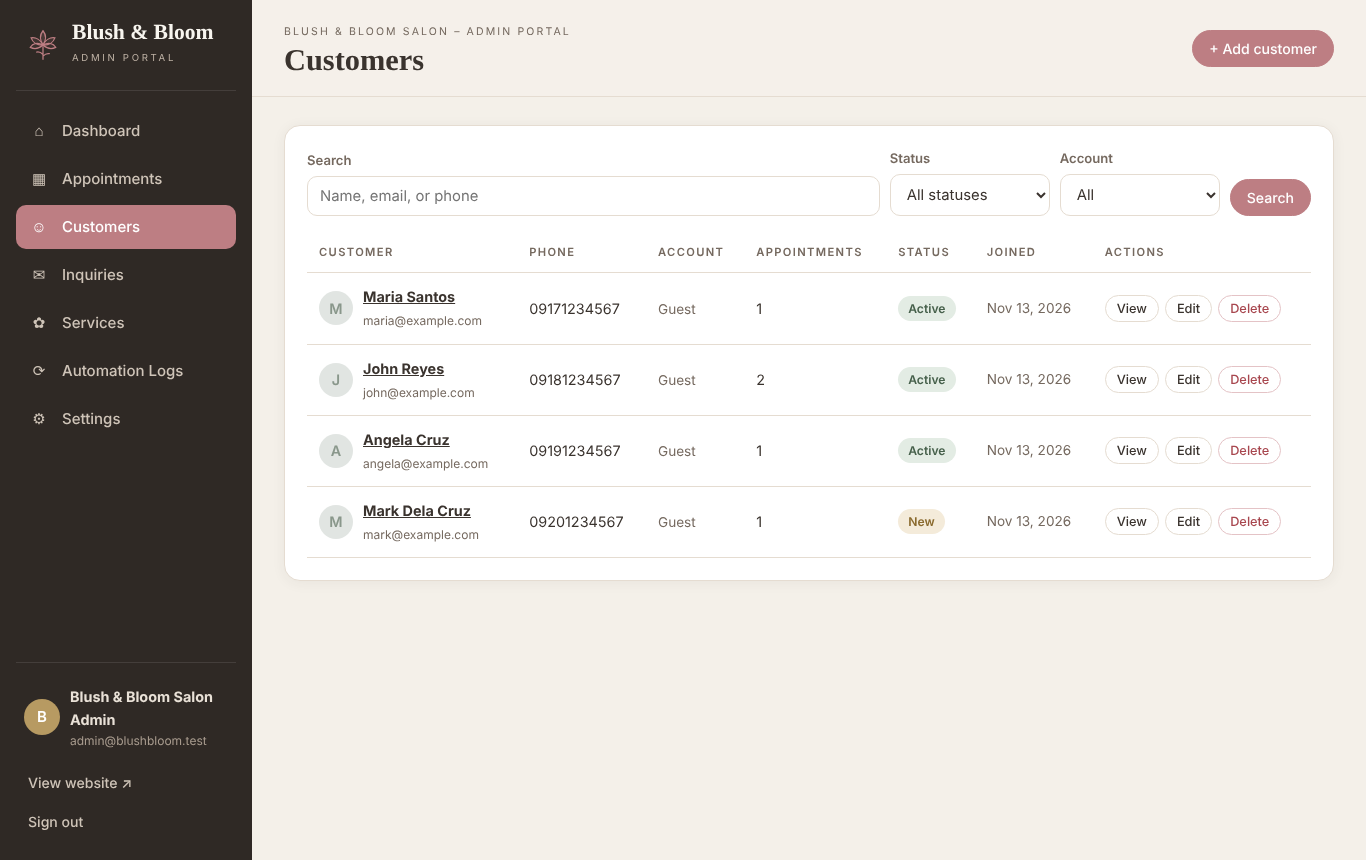 Blush & Bloom
ADMIN PORTAL
Dashboard
Appointments
Customers
Inquiries
Services
Automation Logs
Settings
Blush & Bloom Salon
Admin
B
admin@blushbloom.test
View website ↗
Sign out
BLUSH & BLOOM SALON – ADMIN PORTAL
Customers
+ Add customer
Search
Name, email, or phone
Status
All statuses
Account
All
Search
CUSTOMER PHONE ACCOUNT APPOINTMENTS STATUS JOINED ACTIONS
M Maria Santos 09171234567 Guest 1 Active Nov 13, 2026 View Edit Delete
maria@example.com
J John Reyes 09181234567 Guest 2 Active Nov 13, 2026 View Edit Delete
john@example.com
A Angela Cruz 09191234567 Guest 1 Active Nov 13, 2026 View Edit Delete
angela@example.com
M Mark Dela Cruz 09201234567 Guest 1 New Nov 13, 2026 View Edit Delete
mark@example.com